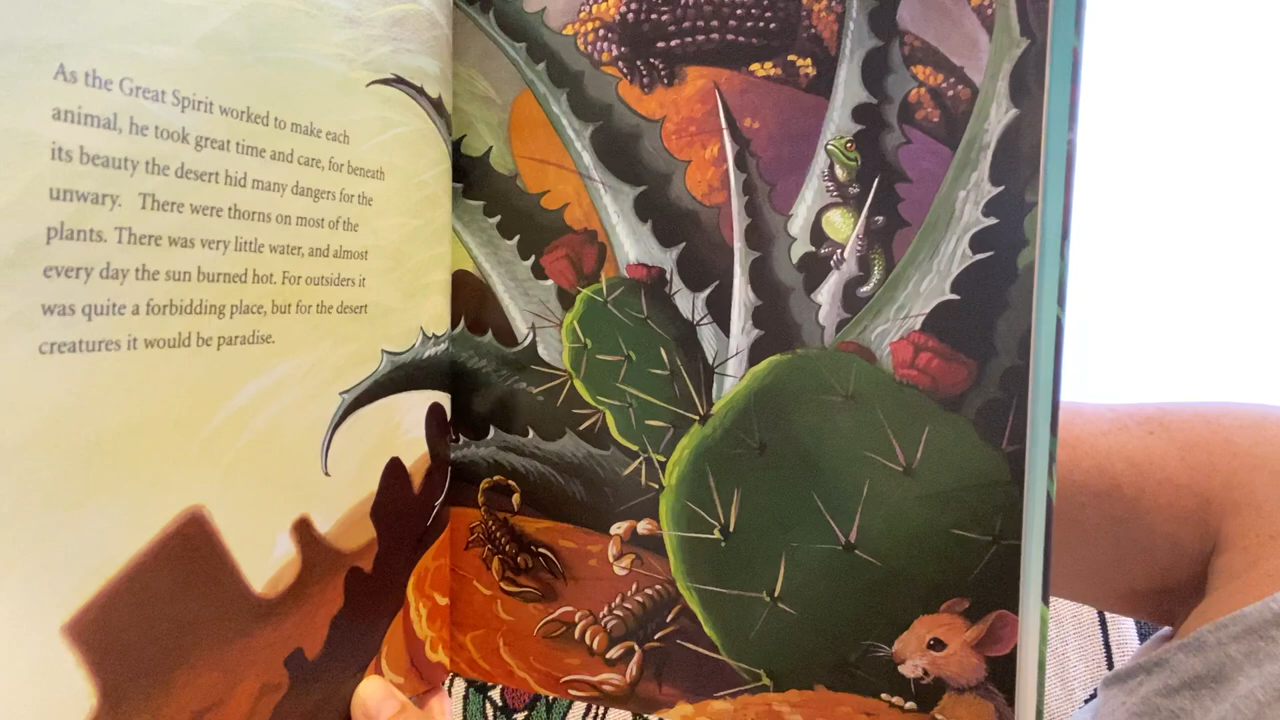 As the Great Spirit worked to make each
animal, he took great time and care, for beneath
its beauty the desert hid many dangers for the
unwary. There were thorns on most of the
plants. There was very little water, and almost
every day the sun burned hot. For outsiders it
was quite a forbidding place, but for the desert
creatures it would be paradise.